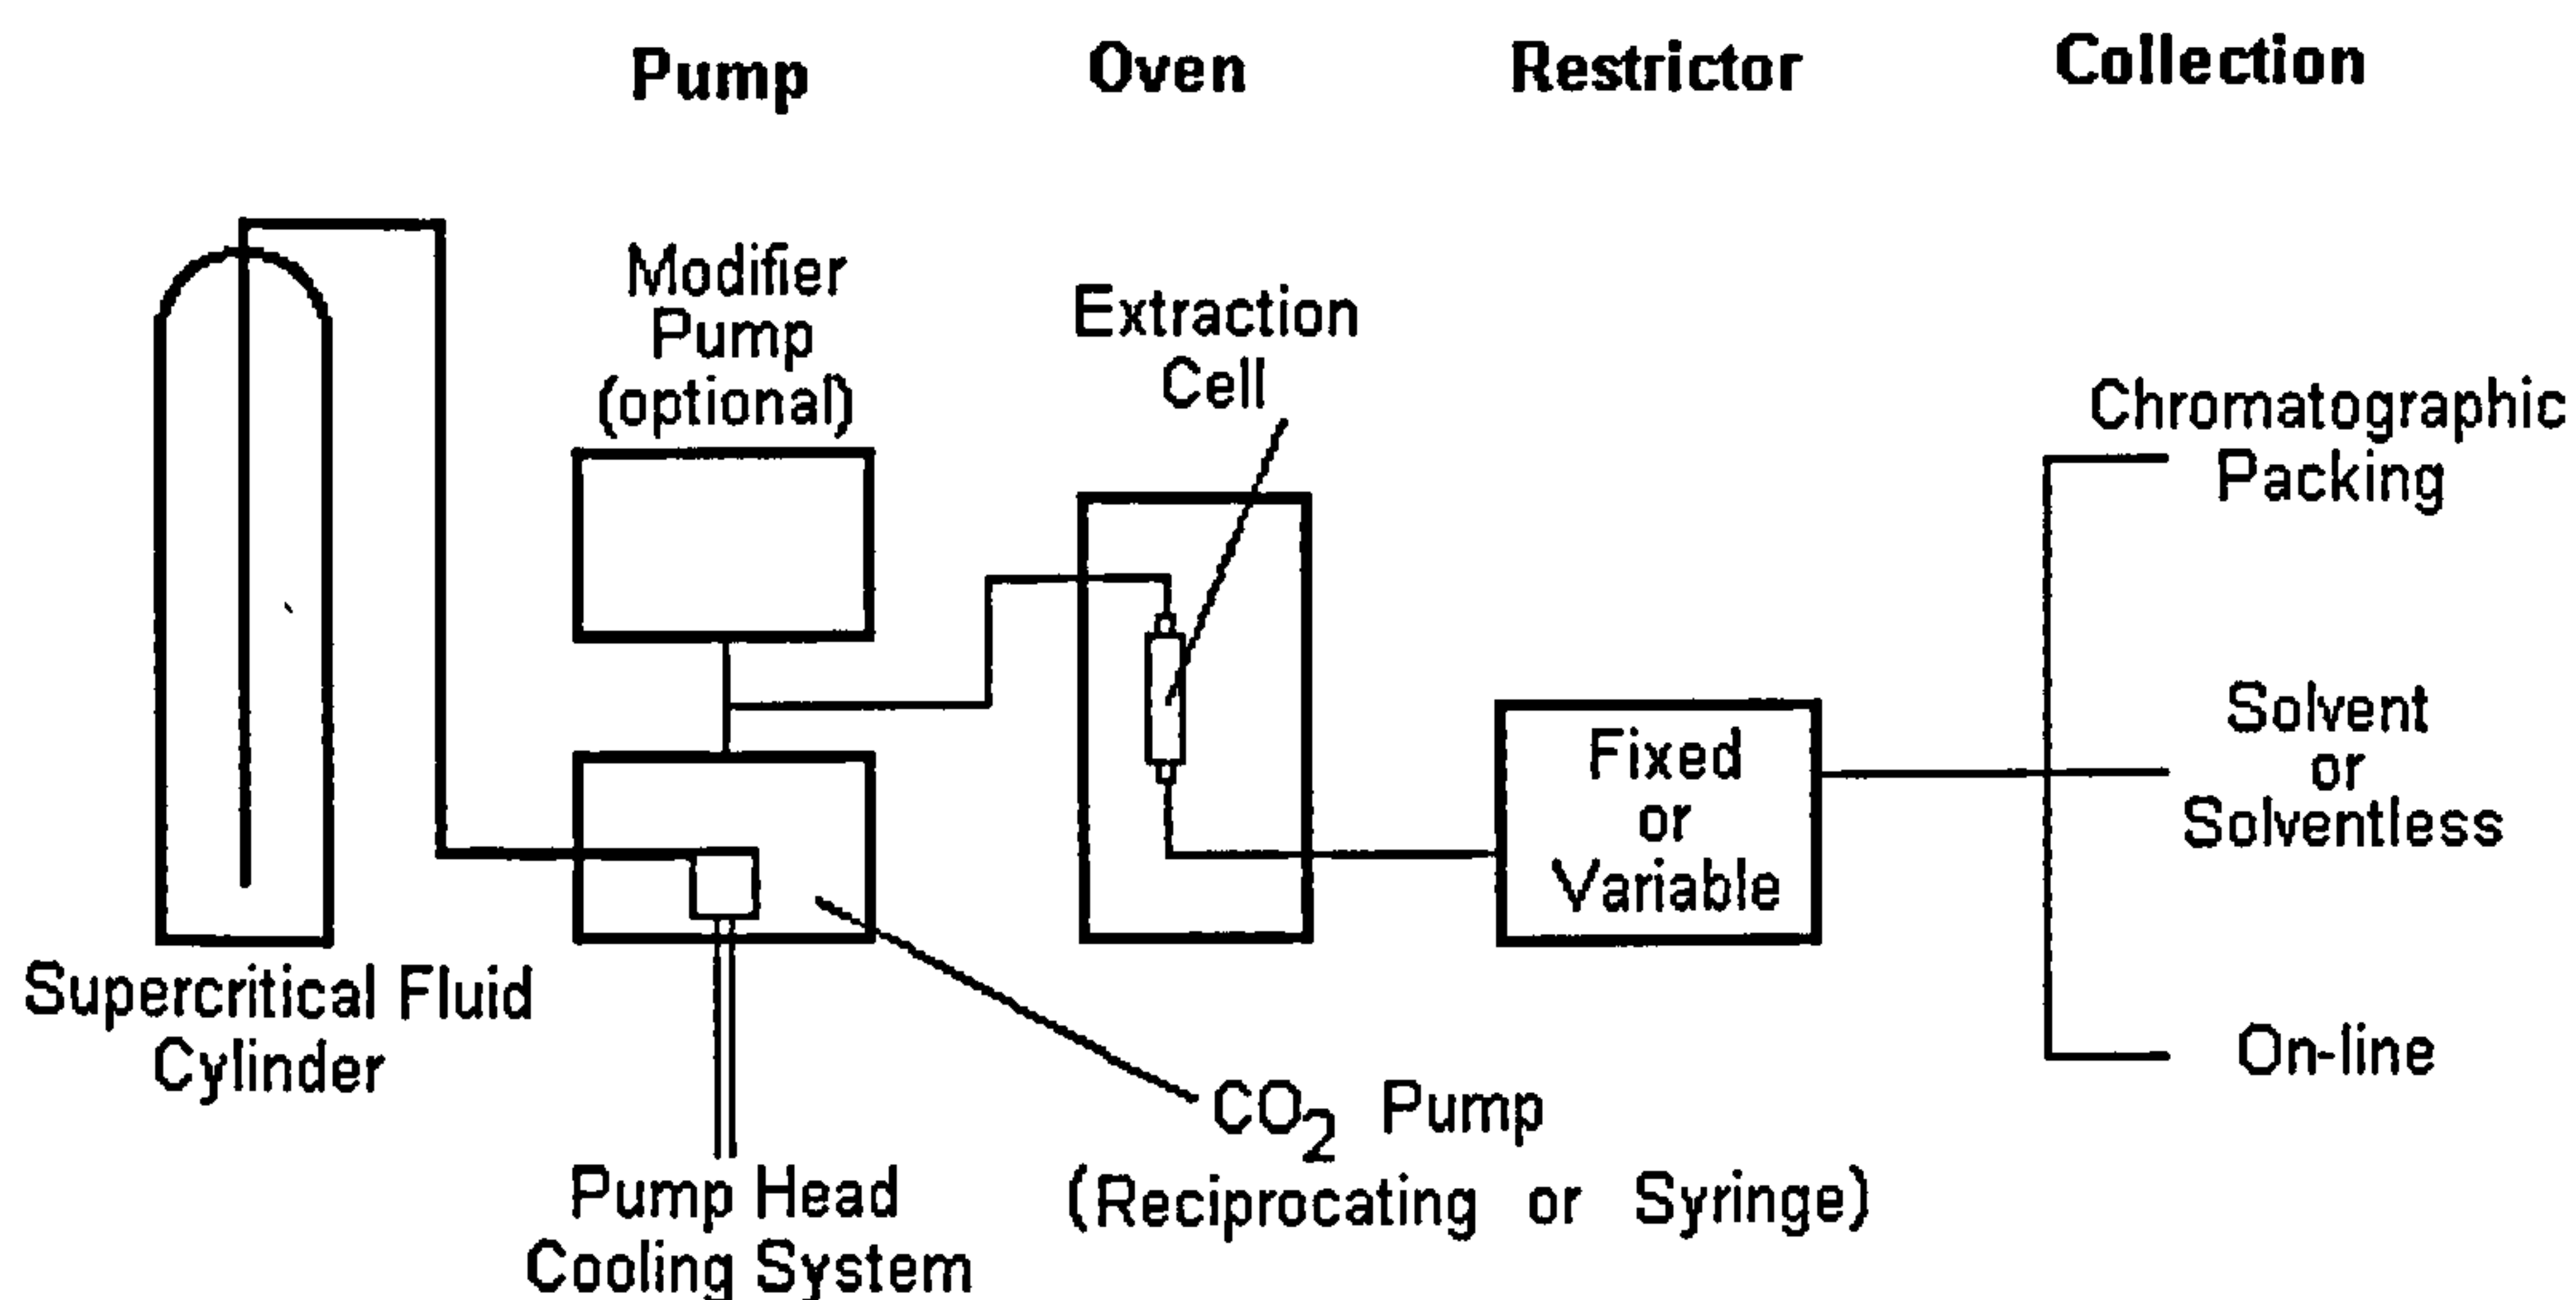 Pump
Oven
Restrictor
Collection
Modifier
Pump
(optional)
Extraction
Cell
Chromatographic
Packing
Fixed
or
Variable
Solvent
or
Solventless
On-line
Supercritical Fluid
Cylinder
CO₂ Pump
(Reciprocating or Syringe)
Pump Head
Cooling System